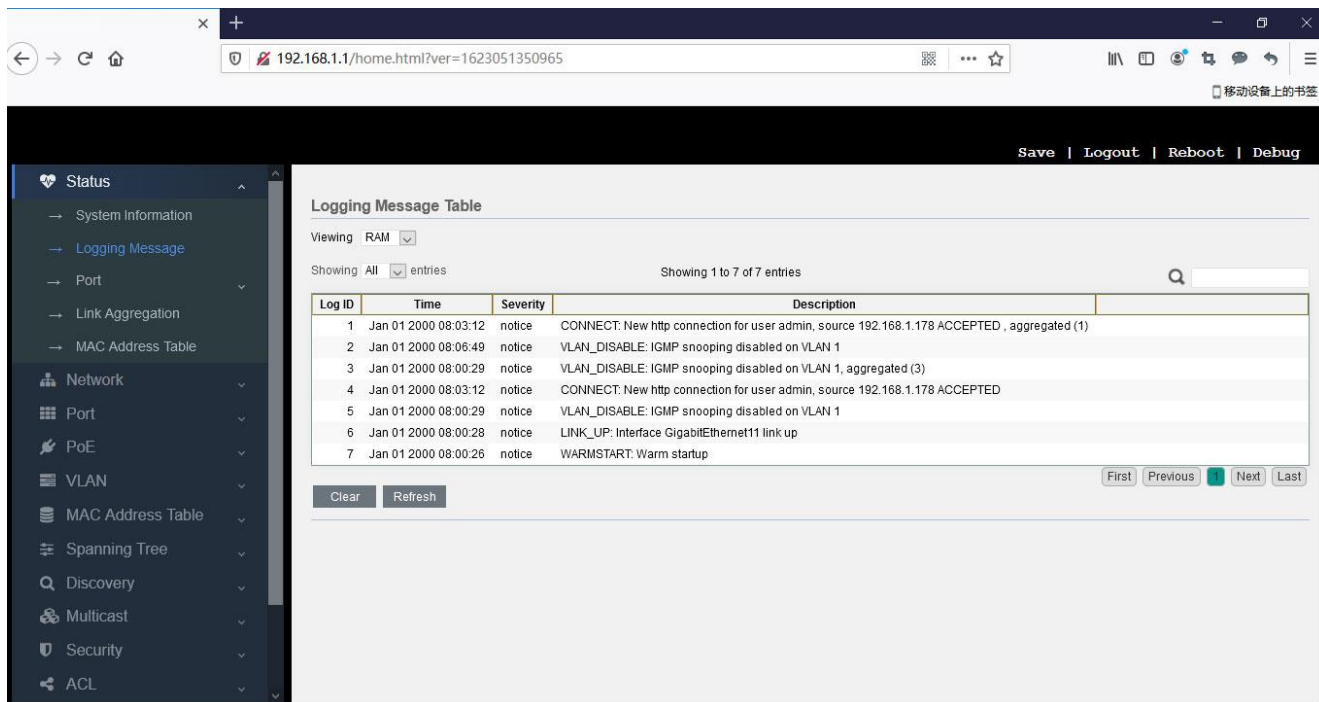 192.168.1.1/home.html?ver=1623051350965
移动设备上的书签
Save | Logout | Reboot | Debug
Status
→ System Information
→ Logging Message
→ Port
→ Link Aggregation
→ MAC Address Table
Network
Port
PoE
VLAN
MAC Address Table
Spanning Tree
Discovery
Multicast
Security
ACL
Logging Message Table
Viewing RAM
Showing All entries Showing 1 to 7 of 7 entries
Log ID Time Severity Description
1 Jan 01 2000 08:03:12 notice CONNECT: New http connection for user admin, source 192.168.1.178 ACCEPTED , aggregated (1)
2 Jan 01 2000 08:06:49 notice VLAN_DISABLE: IGMP snooping disabled on VLAN 1
3 Jan 01 2000 08:00:29 notice VLAN_DISABLE: IGMP snooping disabled on VLAN 1, aggregated (3)
4 Jan 01 2000 08:03:12 notice CONNECT: New http connection for user admin, source 192.168.1.178 ACCEPTED
5 Jan 01 2000 08:00:29 notice VLAN_DISABLE: IGMP snooping disabled on VLAN 1
6 Jan 01 2000 08:00:28 notice LINK_UP: Interface GigabitEthernet11 link up
7 Jan 01 2000 08:00:26 notice WARMSTART: Warm startup
First Previous 1 Next Last
Clear Refresh